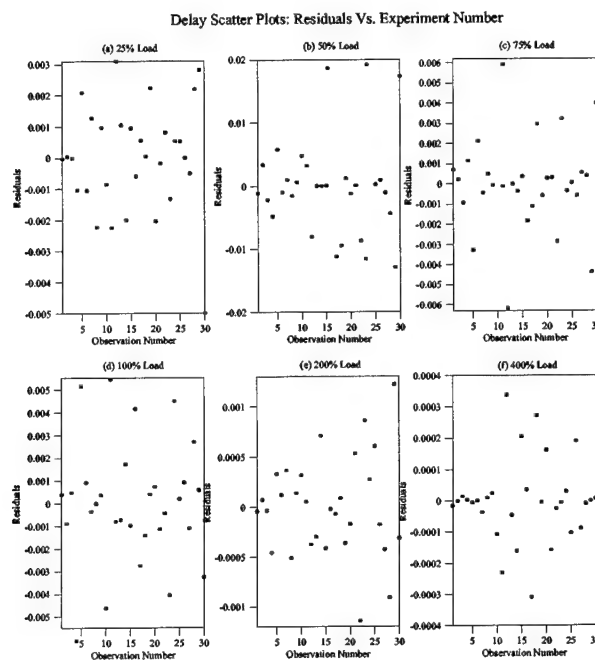 Delay Scatter Plots: Residuals Vs. Experiment Number
(a) 25% Load
(b) 50% Load
(c) 75% Load
0.003
0.002
0.001
0
-0.001
-0.002
-0.003
-0.004
-0.005
Residuals
5 10 15 20 25 30
Observation Number
0.02
0.01
0
-0.01
-0.02
Residuals
5 10 15 20 25 30
Observation Number
0.006
0.005
0.004
0.003
0.002
0.001
0
-0.001
-0.002
-0.003
-0.004
-0.005
-0.006
Residuals
5 10 15 20 25 30
Observation Number
(d) 100% Load
(e) 200% Load
(f) 400% Load
0.005
0.004
0.003
0.002
0.001
0
-0.001
-0.002
-0.003
-0.004
-0.005
Residuals
5 10 15 20 25 30
Observation Number
0.001
0.0005
0
-0.0005
-0.001
Residuals
5 10 15 20 25 30
Observation Number
0.0004
0.0003
0.0002
0.0001
0
-0.0001
-0.0002
-0.0003
-0.0004
Residuals
5 10 15 20 25 30
Observation Number